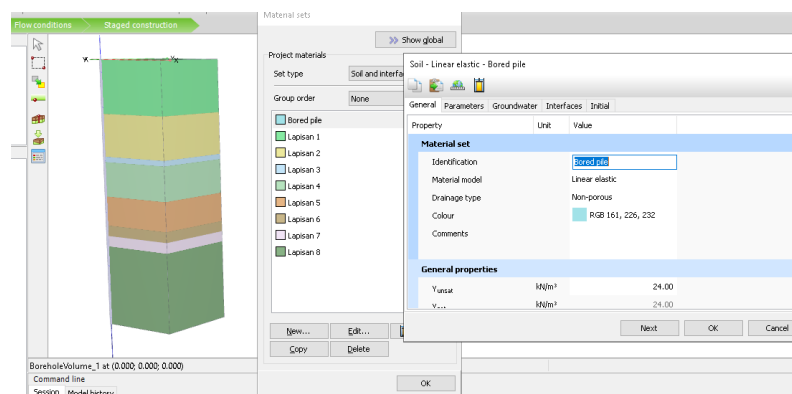 Flow conditions
Staged construction
BoreholeVolume_1 at (0.000; 0.000; 0.000)
Command line
Session
Model history
Material sets
Show global
Project materials
Set type
Soil and interfa
Group order
None
Bored pile
Lapisan 1
Lapisan 2
Lapisan 3
Lapisan 4
Lapisan 5
Lapisan 6
Lapisan 7
Lapisan 8
New...
Edit...
Copy
Delete
OK
Soil - Linear elastic - Bored pile
General Parameters Groundwater Interfaces Initial
Property Unit Value
Material set
Identification Bored pile
Material model Linear elastic
Drainage type Non-porous
Colour RGB 161, 226, 232
Comments
General properties
γunsat kN/m³ 24.00
γsat kN/m³ 24.00
Next OK Cancel